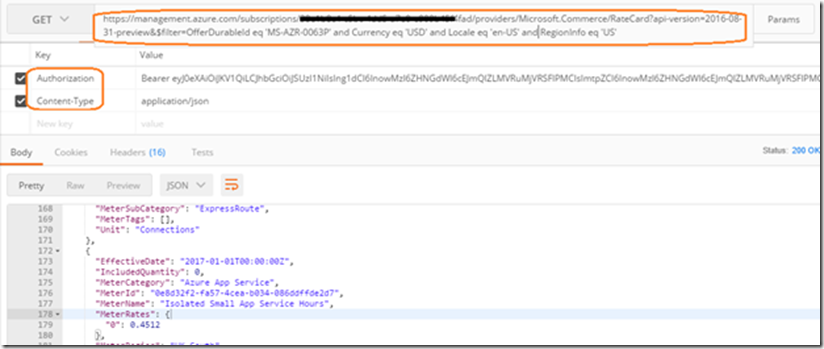 GET
https://management.azure.com/subscriptions/ fad/providers/Microsoft.Commerce/RateCard?api-version=2016-08-
31-preview&$filter=OfferDurableId eq 'MS-AZR-0063P' and Currency eq 'USD' and Locale eq 'en-US' and RegionInfo eq 'US'
Params
Key Value
Authorization Bearer
Content-Type application/json
New key value
Body Cookies Headers (16) Tests Status: 200 OK
Pretty Raw Preview JSON
168 "MeterSubCategory": "ExpressRoute",
169 "MeterTags": [],
170 "Unit": "Connections"
171 },
172 {
173 "EffectiveDate": "2017-01-01T00:00:00Z",
174 "IncludedQuantity": 0,
175 "MeterCategory": "Azure App Service",
176 "MeterId": "0e8d32f2-fa57-4cea-b034-086ddffde2d7",
177 "MeterName": "Isolated Small App Service Hours",
178 "MeterRates": {
179 "0": 0.4512
180 },